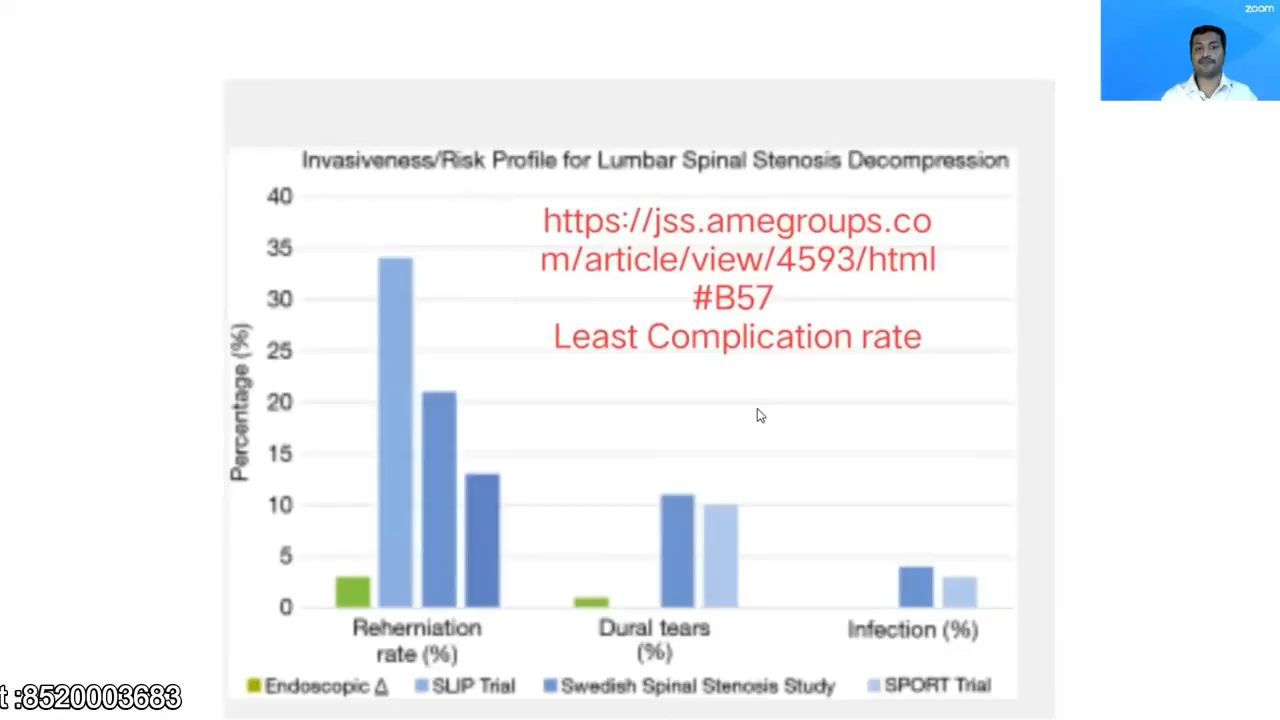 zoom
Invasiveness/Risk Profile for Lumbar Spinal Stenosis Decompression
https://jss.amegroups.co
m/article/view/4593/html
#B57
Least Complication rate
Percentage (%)
40
35
30
25
20
15
10
5
0
Reherniation
rate (%)
Dural tears
(%)
Infection (%)
Endoscopic Δ
SLIP Trial
Swedish Spinal Stenosis Study
SPORT Trial
t :8520003683